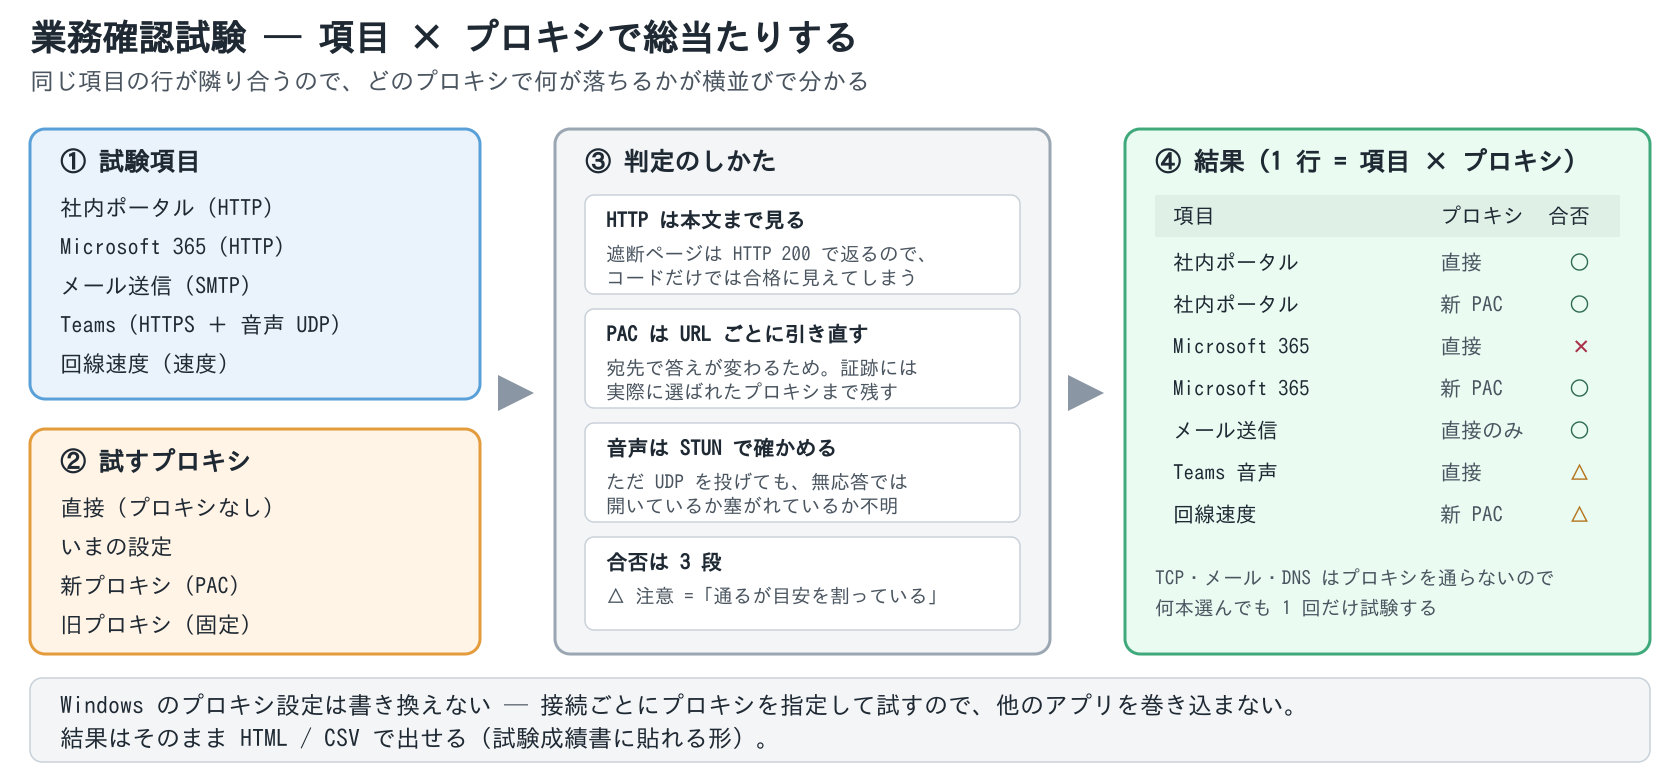 業務確認試験 — 項目 × プロキシで総当たりする
同じ項目の行が隣り合うので、どのプロキシで何が落ちるかが横並びで分かる
① 試験項目
社内ポータル（HTTP）
Microsoft 365（HTTP）
メール送信（SMTP）
Teams（HTTPS ＋ 音声 UDP）
回線速度（速度）
② 試すプロキシ
直接（プロキシなし）
いまの設定
新プロキシ（PAC）
旧プロキシ（固定）
③ 判定のしかた
HTTP は本文まで見る
遮断ページは HTTP 200 で返るので、
コードだけでは合格に見えてしまう
PAC は URL ごとに引き直す
宛先で答えが変わるため。証跡には
実際に選ばれたプロキシまで残す
音声は STUN で確かめる
ただ UDP を投げても、無応答では
開いているか塞がれているか不明
合否は 3 段
△ 注意 =「通るが目安を割っている」
④ 結果（1 行 = 項目 × プロキシ）
項目 プロキシ 合否
社内ポータル 直接 ○
社内ポータル 新 PAC ○
Microsoft 365 直接 ×
Microsoft 365 新 PAC ○
メール送信 直接のみ ○
Teams 音声 直接 △
回線速度 新 PAC △
TCP・メール・DNS はプロキシを通らないので
何本選んでも 1 回だけ試験する
Windows のプロキシ設定は書き換えない — 接続ごとにプロキシを指定して試すので、他のアプリを巻き込まない。
結果はそのまま HTML / CSV で出せる（試験成績書に貼れる形）。